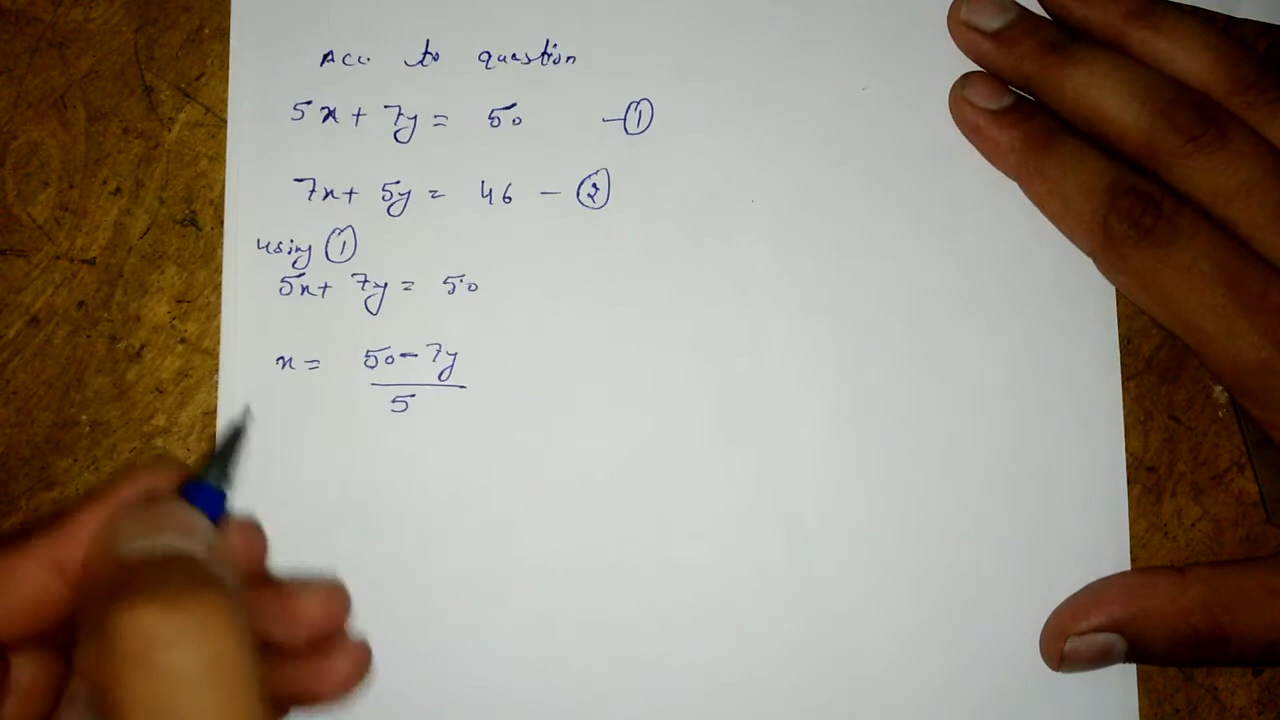 Acc. to question
5x + 7y = 50 — ①
7x + 5y = 46 — ②
using ①
5x + 7y = 50
x = 50 - 7y
5